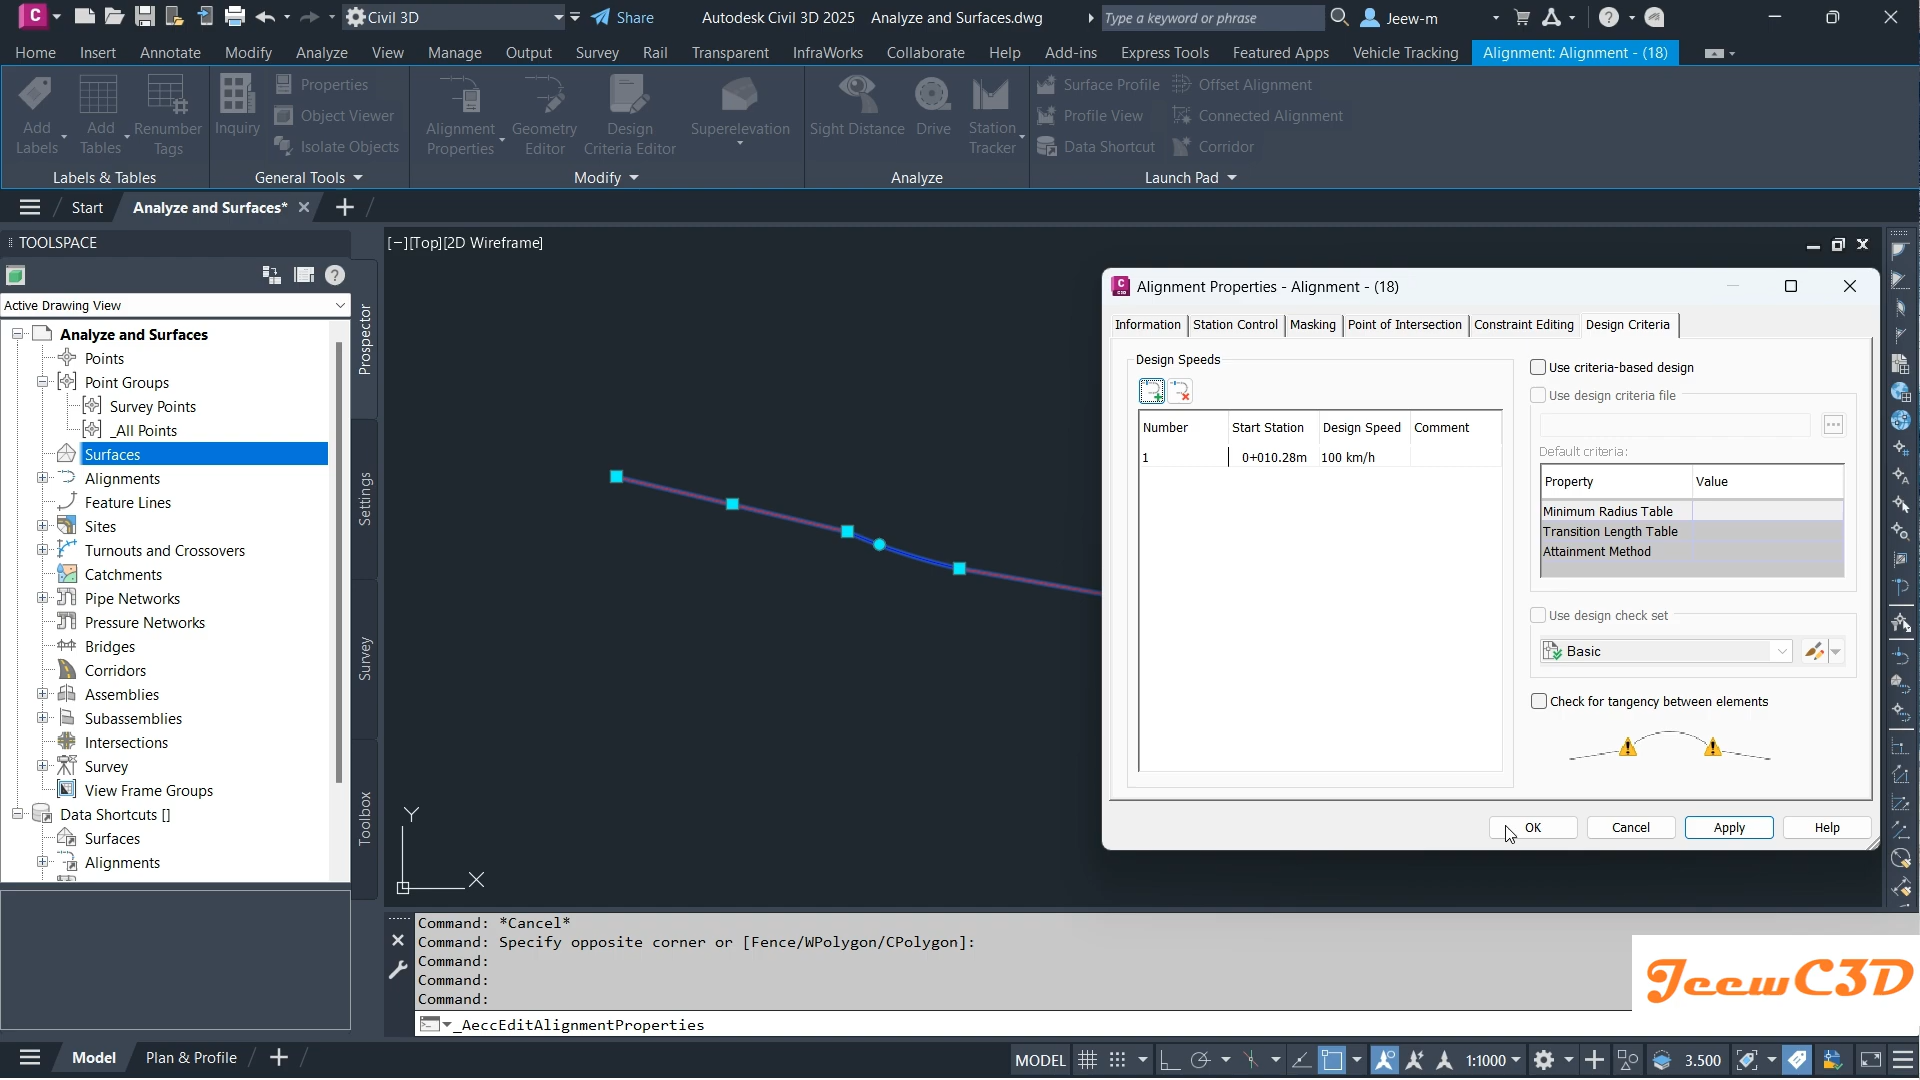 C Civil 3D Share Autodesk Civil 3D 2025 Analyze and Surfaces.dwg Type a keyword or phrase Jeew-m
Home Insert Annotate Modify Analyze View Manage Output Survey Rail Transparent InfraWorks Collaborate Help Add-ins Express Tools Featured Apps Vehicle Tracking Alignment: Alignment - (18)
Add Labels
Add Tables
Renumber Tags
Labels & Tables
Inquiry
Properties
Object Viewer
Isolate Objects
General Tools
Alignment Properties
Geometry Editor
Design Criteria Editor
Superelevation
Modify
Sight Distance
Drive
Station Tracker
Analyze
Surface Profile
Profile View
Data Shortcut
Offset Alignment
Connected Alignment
Corridor
Launch Pad
Start Analyze and Surfaces*
TOOLSPACE
Active Drawing View
Analyze and Surfaces
Points
Point Groups
Survey Points
_All Points
Surfaces
Alignments
Feature Lines
Sites
Turnouts and Crossovers
Catchments
Pipe Networks
Pressure Networks
Bridges
Corridors
Assemblies
Subassemblies
Intersections
Survey
View Frame Groups
Data Shortcuts []
Surfaces
Alignments
Prospector
Settings
Survey
Toolbox
[−][Top][2D Wireframe]
Y
X
Alignment Properties - Alignment - (18)
Information Station Control Masking Point of Intersection Constraint Editing Design Criteria
Design Speeds
Number Start Station Design Speed Comment
1 0+010.28m 100 km/h
Use criteria-based design
Use design criteria file
Default criteria:
Property Value
Minimum Radius Table
Transition Length Table
Attainment Method
Use design check set
Basic
Check for tangency between elements
OK Cancel Apply Help
Command: *Cancel*
Command: Specify opposite corner or [Fence/WPolygon/CPolygon]:
Command:
Command:
Command:
_AeccEditAlignmentProperties
JeewC3D
Model Plan & Profile
MODEL 1:1000 3.500